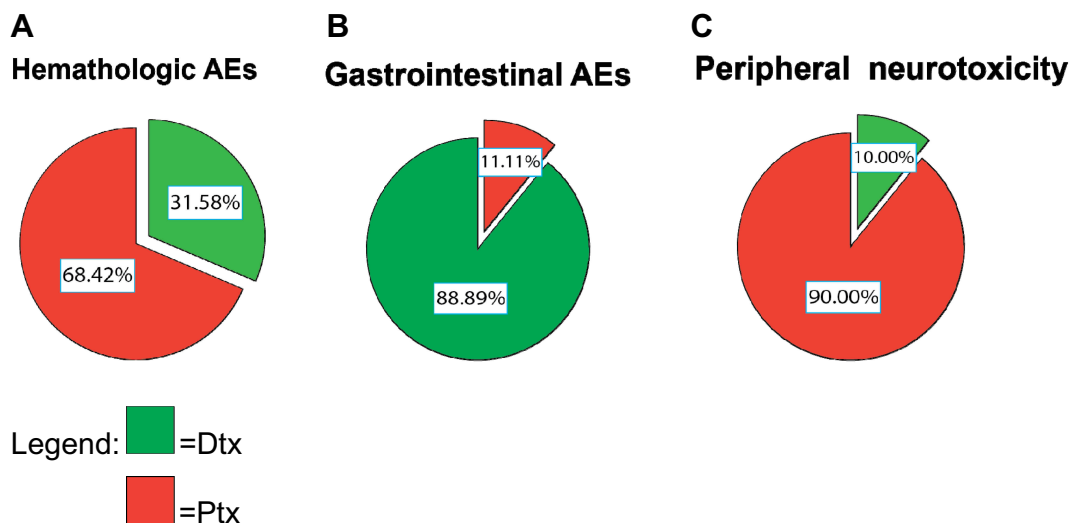 A
Hemathologic AEs
31.58%
68.42%
B
Gastrointestinal AEs
11.11%
88.89%
C
Peripheral neurotoxicity
10.00%
90.00%
Legend: =Dtx
=Ptx